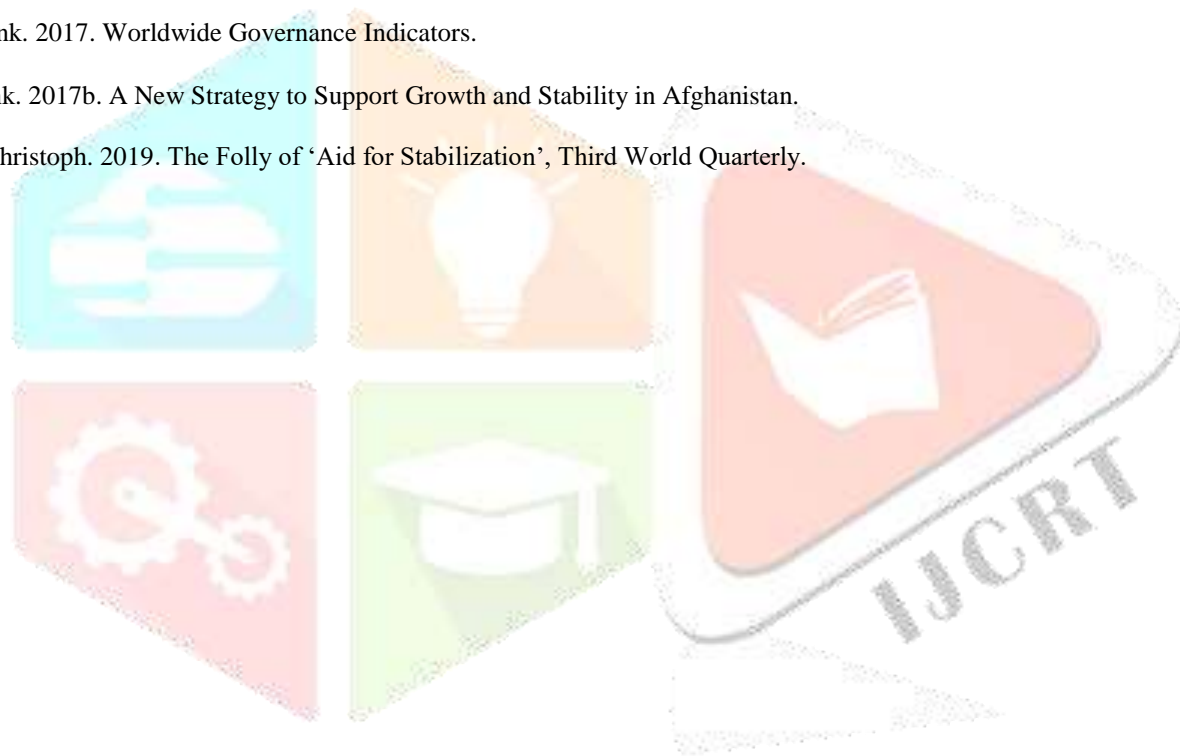 nk. 2017. Worldwide Governance Indicators.
nk. 2017b. A New Strategy to Support Growth and Stability in Afghanistan.
hristoph. 2019. The Folly of ‘Aid for Stabilization’, Third World Quarterly.
IJCRT